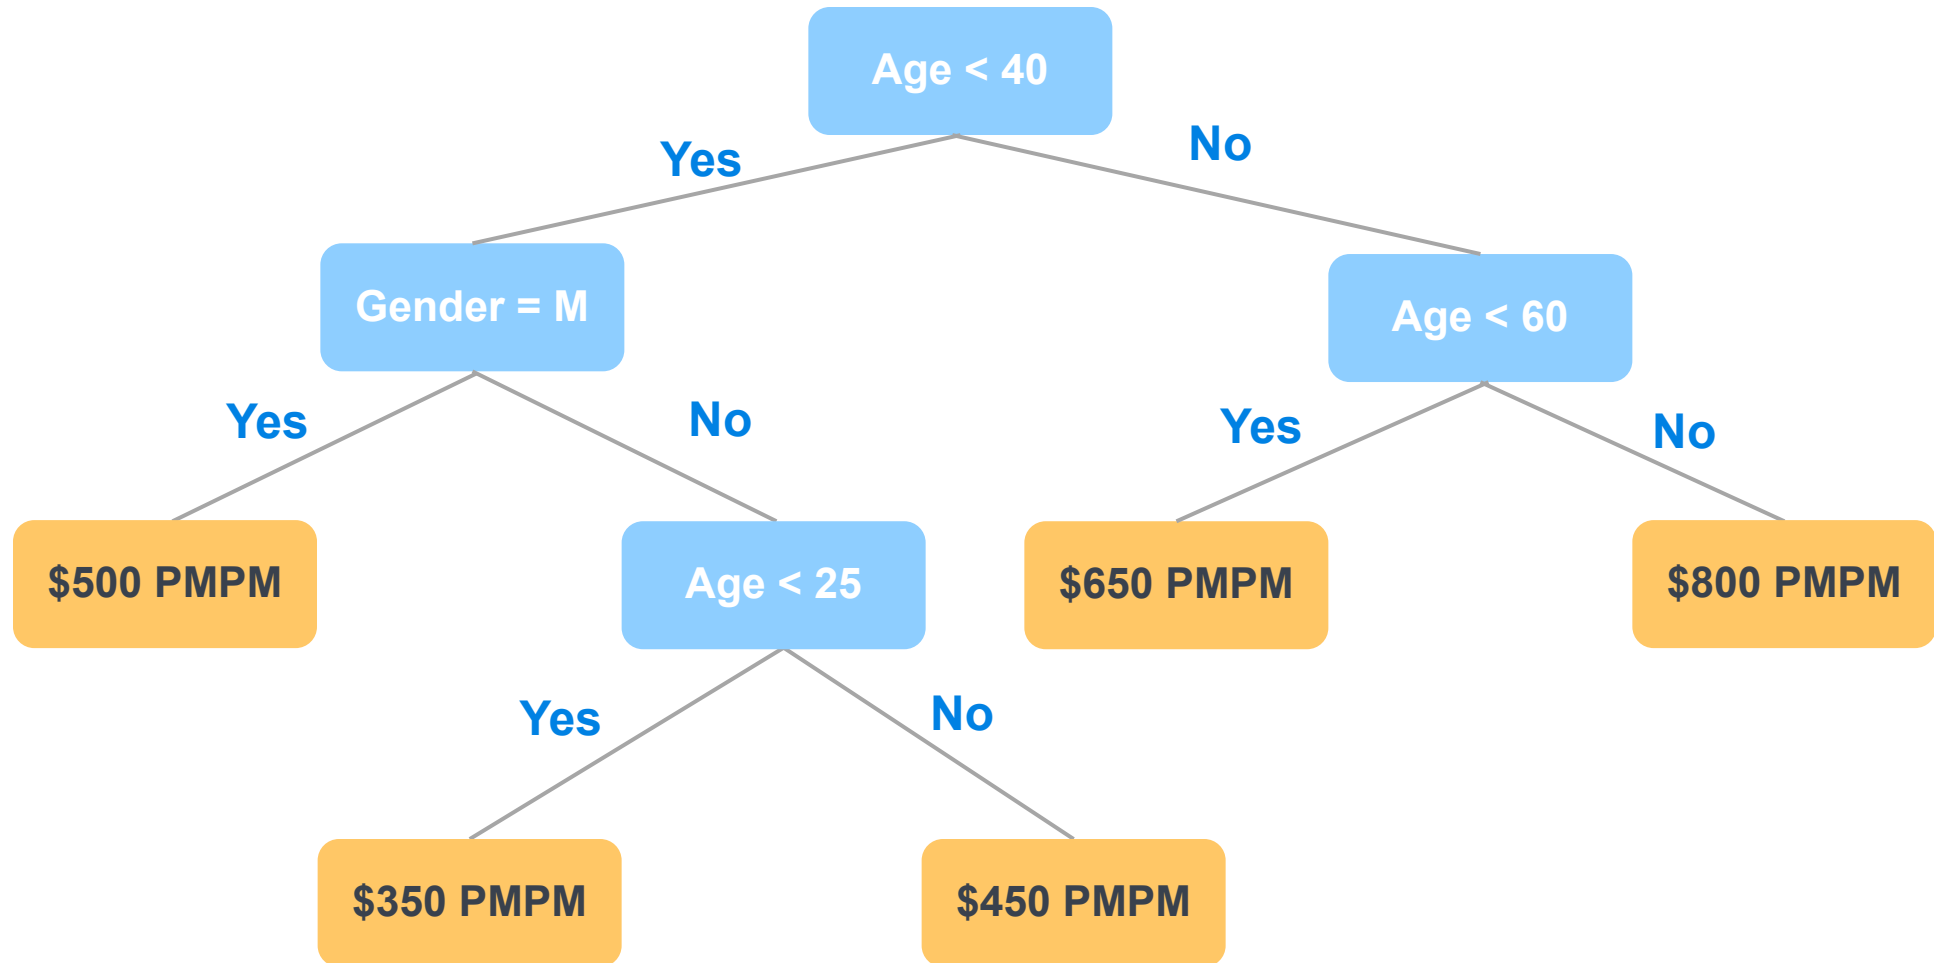 Age < 40
Yes
No
Gender = M
Age < 60
Yes
No
Yes
No
$500 PMPM
Age < 25
$650 PMPM
$800 PMPM
Yes
No
$350 PMPM
$450 PMPM